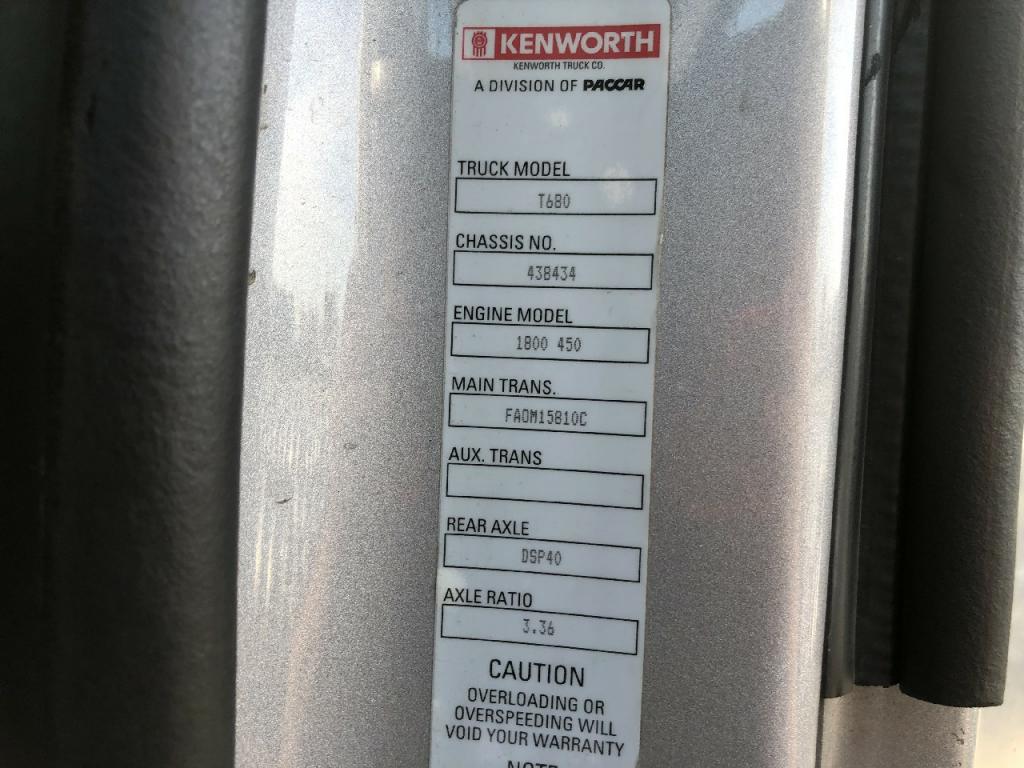 KENWORTH
KENWORTH TRUCK CO.
A DIVISION OF PACCAR
TRUCK MODEL
T680
CHASSIS NO.
438434
ENGINE MODEL
1800 450
MAIN TRANS.
FAOM15810C
AUX. TRANS
REAR AXLE
DSP40
AXLE RATIO
3.36
CAUTION
OVERLOADING OR
OVERSPEEDING WILL
VOID YOUR WARRANTY
NOTE